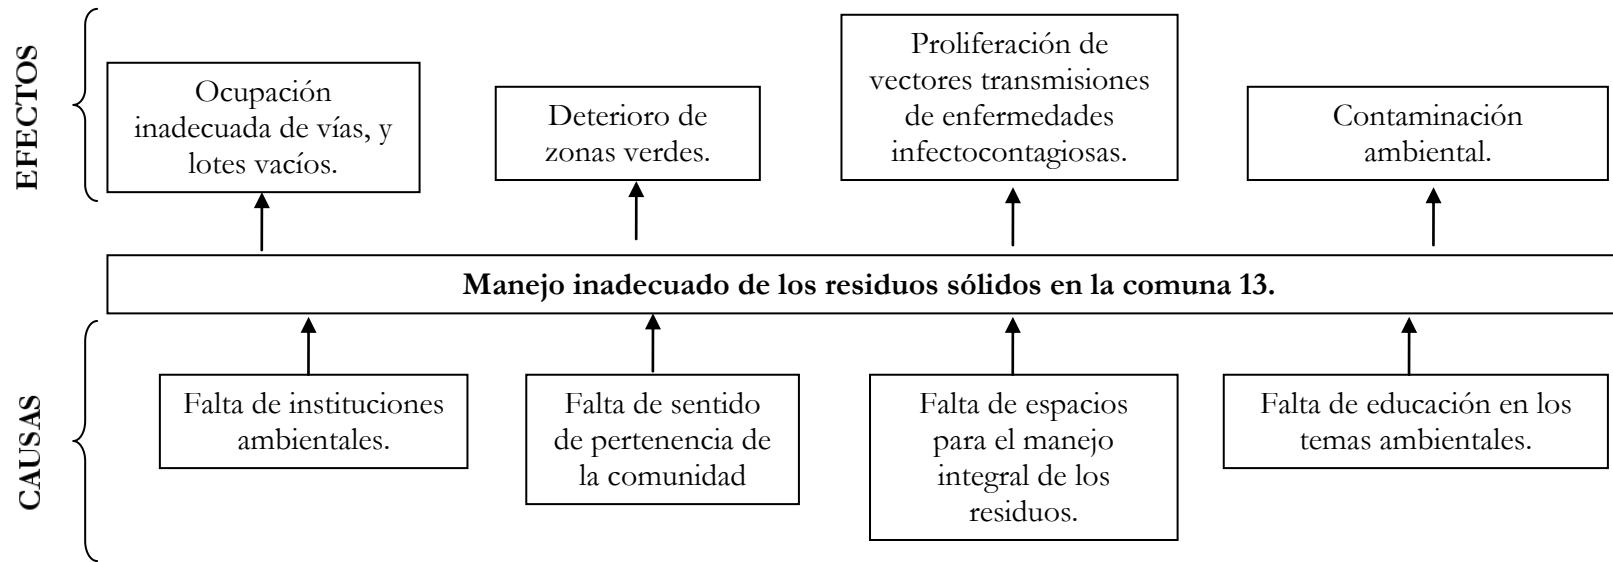 EFECTOS
Ocupación
inadecuada de vías, y
lotes vacíos.
Deterioro de
zonas verdes.
Proliferación de
vectores transmisiones
de enfermedades
infectocontagiosas.
Contaminación
ambiental.
Manejo inadecuado de los residuos sólidos en la comuna 13.
CAUSAS
Falta de instituciones
ambientales.
Falta de sentido
de pertenencia de
la comunidad
Falta de espacios
para el manejo
integral de los
residuos.
Falta de educación en los
temas ambientales.